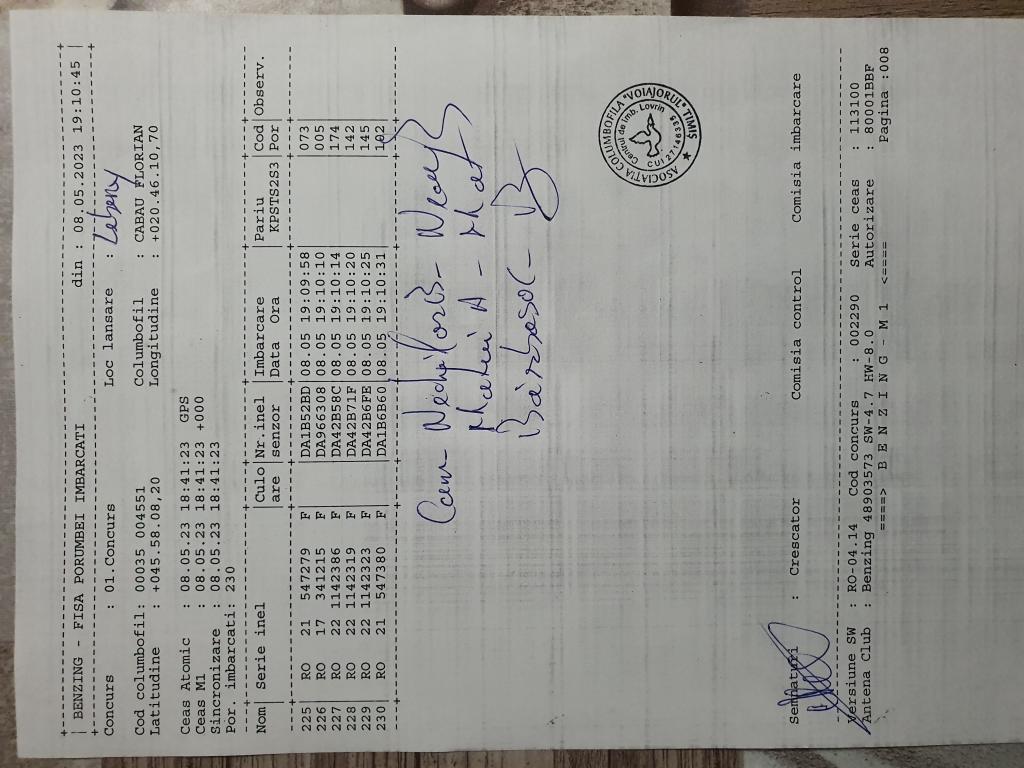 BENZING - FISA PORUMBEI IMBARCATI din : 08.05.2023 19:10:45
Concurs : 01.Concurs Loc lansare : Lébény
Cod columbofil: 00035 004551 Columbofil : CABAU FLORIAN
Latitudine : +045.58.08,20 Longitudine : +020.46.10,70
Ceas Atomic : 08.05.23 18:41:23 GPS
Ceas M1 : 08.05.23 18:41:23 +000
Sincronizare : 08.05.23 18:41:23
Por. imbarcati: 230
Nom| Serie inel |Culo|Nr.inel |Imbarcare |Pariu |Cod|Observ.
|are |senzor |Data Ora | KPSTS2S3 |Por|
225 RO 21 547279 F |DA1B52BD|08.05 19:09:58| |073|
226 RO 17 3412215 F |DA966308|08.05 19:10:10| |005|
227 RO 22 1142386 F |DA42B58C|08.05 19:10:14| |174|
228 RO 22 1142319 F |DA42B71F|08.05 19:10:20| |142|
229 RO 22 1142323 F |DA42B6FE|08.05 19:10:25| |145|
230 RO 21 547380 F |DA1B6B60|08.05 19:10:31| |102|
ASOCIATIA COLUMBOFILA "VOIAJORUL" TIMIS
Centrul de Imb. Lovrin
Semnaturi : Crescator Comisia control Comisia imbarcare
Versiune SW : RO-04.14 Cod concurs : 002290 Serie ceas : 113100
Antena Club : Benzing 48903573 SW-4.7 HW-8.0 Autorizare : 80001BBF
====> B E N Z I N G - M 1 <==== Pagina :008